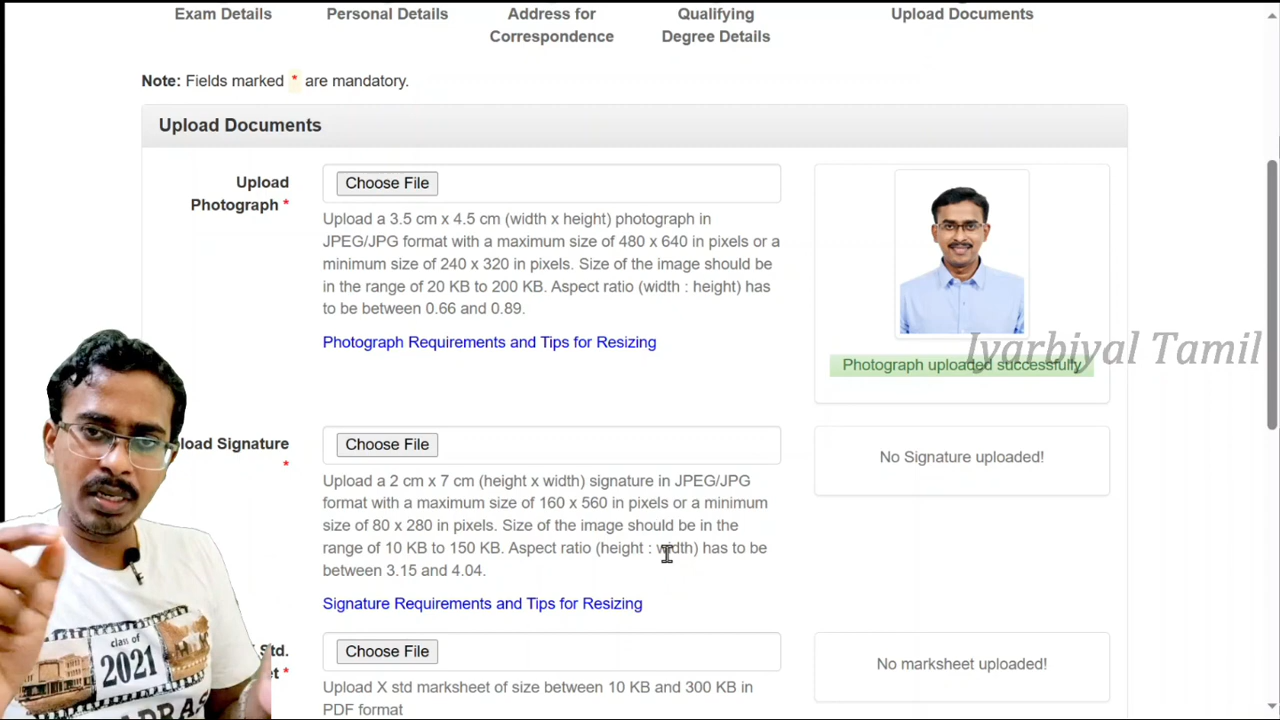 Exam Details
Personal Details
Address for
Correspondence
Qualifying
Degree Details
Upload Documents
Note: Fields marked * are mandatory.
Upload Documents
Upload
Photograph *
Choose File
Upload a 3.5 cm x 4.5 cm (width x height) photograph in
JPEG/JPG format with a maximum size of 480 x 640 in pixels or a
minimum size of 240 x 320 in pixels. Size of the image should be
in the range of 20 KB to 200 KB. Aspect ratio (width : height) has
to be between 0.66 and 0.89.
Photograph Requirements and Tips for Resizing
Iyarbiyal Tamil
Photograph uploaded successfully
load Signature
*
Choose File
No Signature uploaded!
Upload a 2 cm x 7 cm (height x width) signature in JPEG/JPG
format with a maximum size of 160 x 560 in pixels or a minimum
size of 80 x 280 in pixels. Size of the image should be in the
range of 10 KB to 150 KB. Aspect ratio (height : width) has to be
between 3.15 and 4.04.
Signature Requirements and Tips for Resizing
Std.
et *
Choose File
No marksheet uploaded!
Upload X std marksheet of size between 10 KB and 300 KB in
PDF format
class of
2021